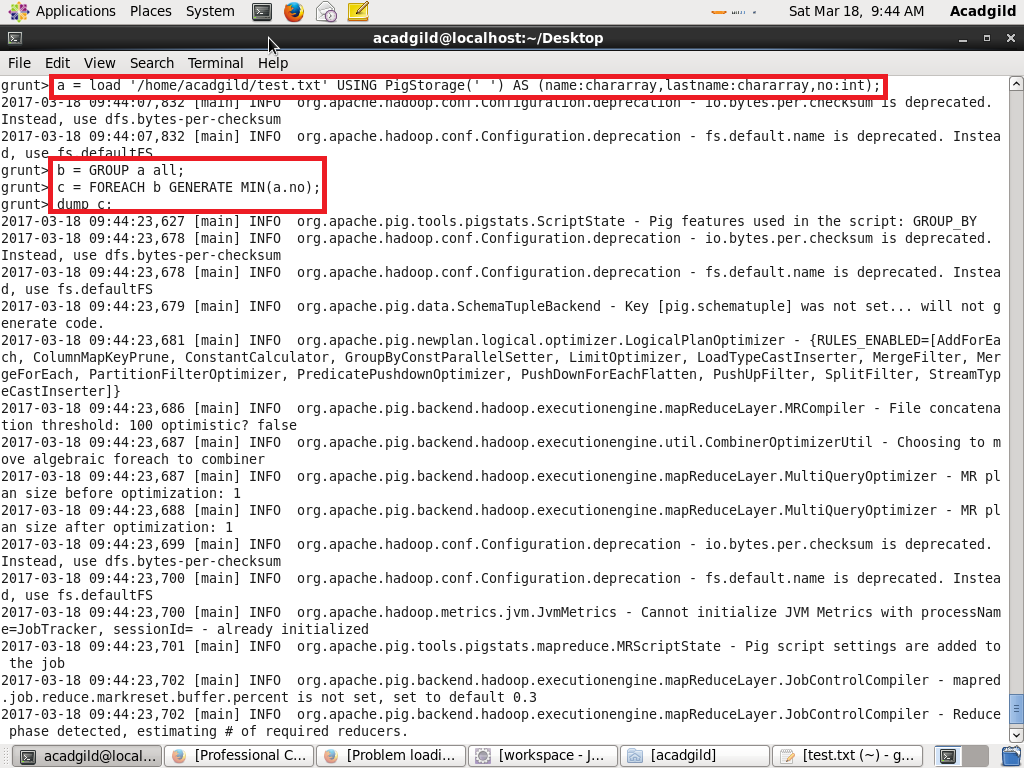 Applications Places System Sat Mar 18, 9:44 AM Acadgild
acadgild@localhost:~/Desktop
File Edit View Search Terminal Help
grunt> a = load '/home/acadgild/test.txt' USING PigStorage(' ') AS (name:chararray,lastname:chararray,no:int);
2017-03-18 09:44:07,832 [main] INFO  org.apache.hadoop.conf.Configuration.deprecation - io.bytes.per.checksum is deprecated.
Instead, use dfs.bytes-per-checksum
2017-03-18 09:44:07,832 [main] INFO  org.apache.hadoop.conf.Configuration.deprecation - fs.default.name is deprecated. Instea
d, use fs.defaultFS
grunt> b = GROUP a all;
grunt> c = FOREACH b GENERATE MIN(a.no);
grunt> dump c;
2017-03-18 09:44:23,627 [main] INFO  org.apache.pig.tools.pigstats.ScriptState - Pig features used in the script: GROUP_BY
2017-03-18 09:44:23,678 [main] INFO  org.apache.hadoop.conf.Configuration.deprecation - io.bytes.per.checksum is deprecated.
Instead, use dfs.bytes-per-checksum
2017-03-18 09:44:23,678 [main] INFO  org.apache.hadoop.conf.Configuration.deprecation - fs.default.name is deprecated. Instea
d, use fs.defaultFS
2017-03-18 09:44:23,679 [main] INFO  org.apache.pig.data.SchemaTupleBackend - Key [pig.schematuple] was not set... will not g
enerate code.
2017-03-18 09:44:23,681 [main] INFO  org.apache.pig.newplan.logical.optimizer.LogicalPlanOptimizer - {RULES_ENABLED=[AddForEa
ch, ColumnMapKeyPrune, ConstantCalculator, GroupByConstParallelSetter, LimitOptimizer, LoadTypeCastInserter, MergeFilter, Mer
geForEach, PartitionFilterOptimizer, PredicatePushdownOptimizer, PushDownForEachFlatten, PushUpFilter, SplitFilter, StreamTyp
eCastInserter]}
2017-03-18 09:44:23,686 [main] INFO  org.apache.pig.backend.hadoop.executionengine.mapReduceLayer.MRCompiler - File concatena
tion threshold: 100 optimistic? false
2017-03-18 09:44:23,687 [main] INFO  org.apache.pig.backend.hadoop.executionengine.util.CombinerOptimizerUtil - Choosing to m
ove algebraic foreach to combiner
2017-03-18 09:44:23,687 [main] INFO  org.apache.pig.backend.hadoop.executionengine.mapReduceLayer.MultiQueryOptimizer - MR pl
an size before optimization: 1
2017-03-18 09:44:23,688 [main] INFO  org.apache.pig.backend.hadoop.executionengine.mapReduceLayer.MultiQueryOptimizer - MR pl
an size after optimization: 1
2017-03-18 09:44:23,699 [main] INFO  org.apache.hadoop.conf.Configuration.deprecation - io.bytes.per.checksum is deprecated.
Instead, use dfs.bytes-per-checksum
2017-03-18 09:44:23,700 [main] INFO  org.apache.hadoop.conf.Configuration.deprecation - fs.default.name is deprecated. Instea
d, use fs.defaultFS
2017-03-18 09:44:23,700 [main] INFO  org.apache.hadoop.metrics.jvm.JvmMetrics - Cannot initialize JVM Metrics with processNam
e=JobTracker, sessionId= - already initialized
2017-03-18 09:44:23,701 [main] INFO  org.apache.pig.tools.pigstats.mapreduce.MRScriptState - Pig script settings are added to
 the job
2017-03-18 09:44:23,702 [main] INFO  org.apache.pig.backend.hadoop.executionengine.mapReduceLayer.JobControlCompiler - mapred
.job.reduce.markreset.buffer.percent is not set, set to default 0.3
2017-03-18 09:44:23,702 [main] INFO  org.apache.pig.backend.hadoop.executionengine.mapReduceLayer.JobControlCompiler - Reduce
 phase detected, estimating # of required reducers.
acadgild@local... [Professional C... [Problem loadi... [workspace - J... [acadgild] [test.txt (~) - g...